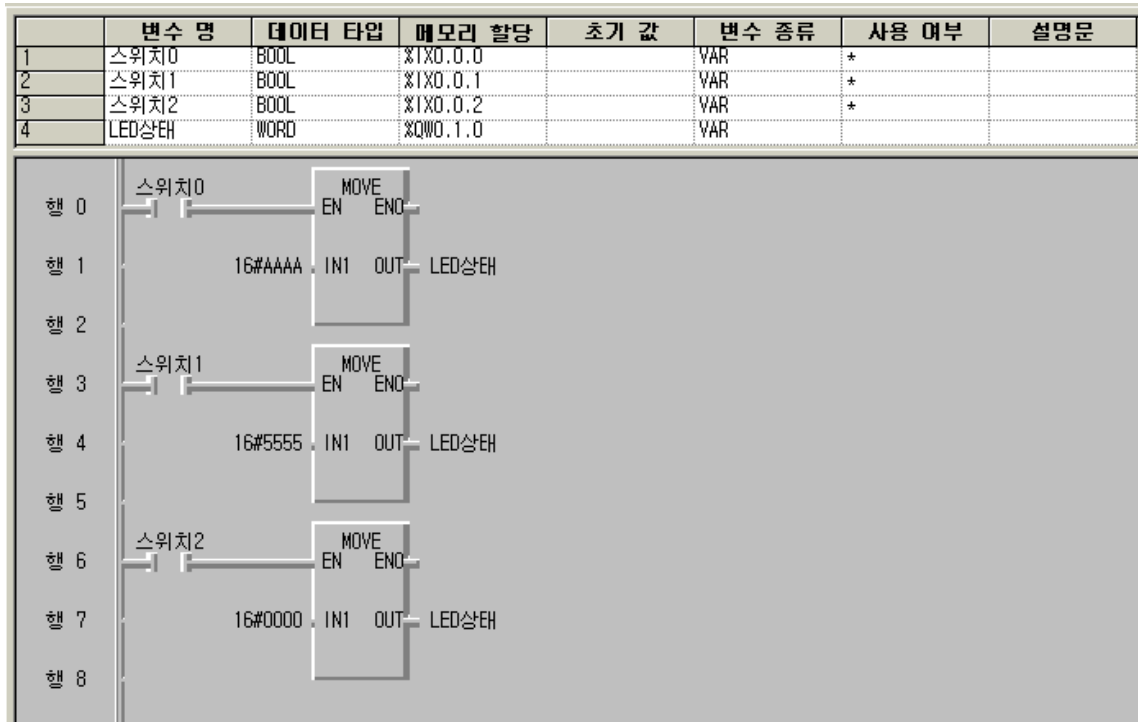 변수 명 데이터 타입 메모리 할당 초기 값 변수 종류 사용 여부 설명문
1 스위치0 BOOL %IX0.0.0 VAR *
2 스위치1 BOOL %IX0.0.1 VAR *
3 스위치2 BOOL %IX0.0.2 VAR *
4 LED상태 WORD %QW0.1.0 VAR
스위치0 MOVE
행 0 EN ENO
행 1 16#AAAA IN1 OUT LED상태
행 2
스위치1 MOVE
행 3 EN ENO
행 4 16#5555 IN1 OUT LED상태
행 5
스위치2 MOVE
행 6 EN ENO
행 7 16#0000 IN1 OUT LED상태
행 8